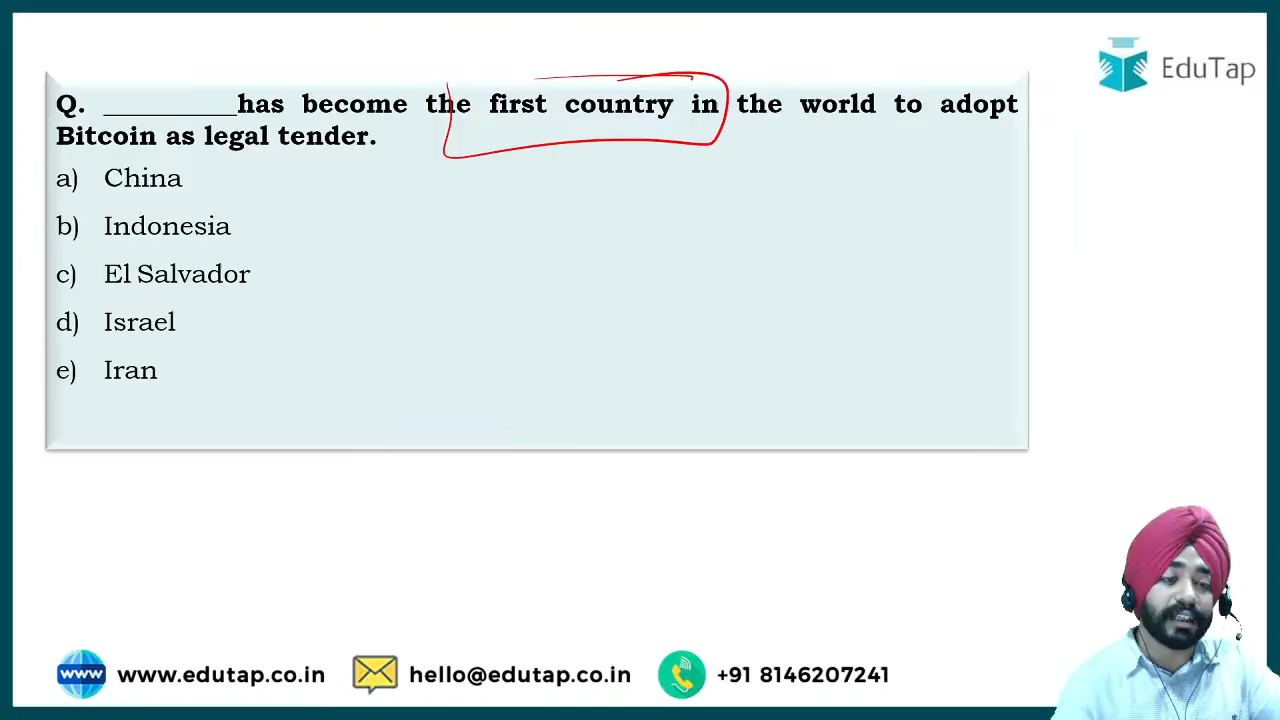 EduTap
Q. __________has become the first country in the world to adopt
Bitcoin as legal tender.
a) China
b) Indonesia
c) El Salvador
d) Israel
e) Iran
www www.edutap.co.in hello@edutap.co.in +91 8146207241